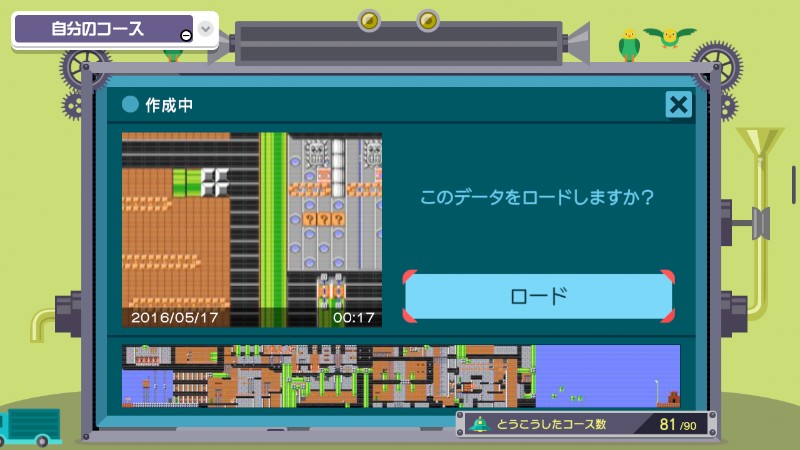 自分のコース
作成中
このデータをロードしますか?
ロード
2016/05/17 00:17
? ? ?
とうこうしたコース数 81/90